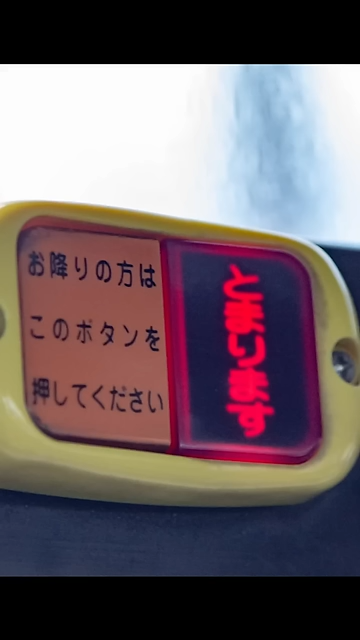 お降りの方は
このボタンを
押してください
とまります